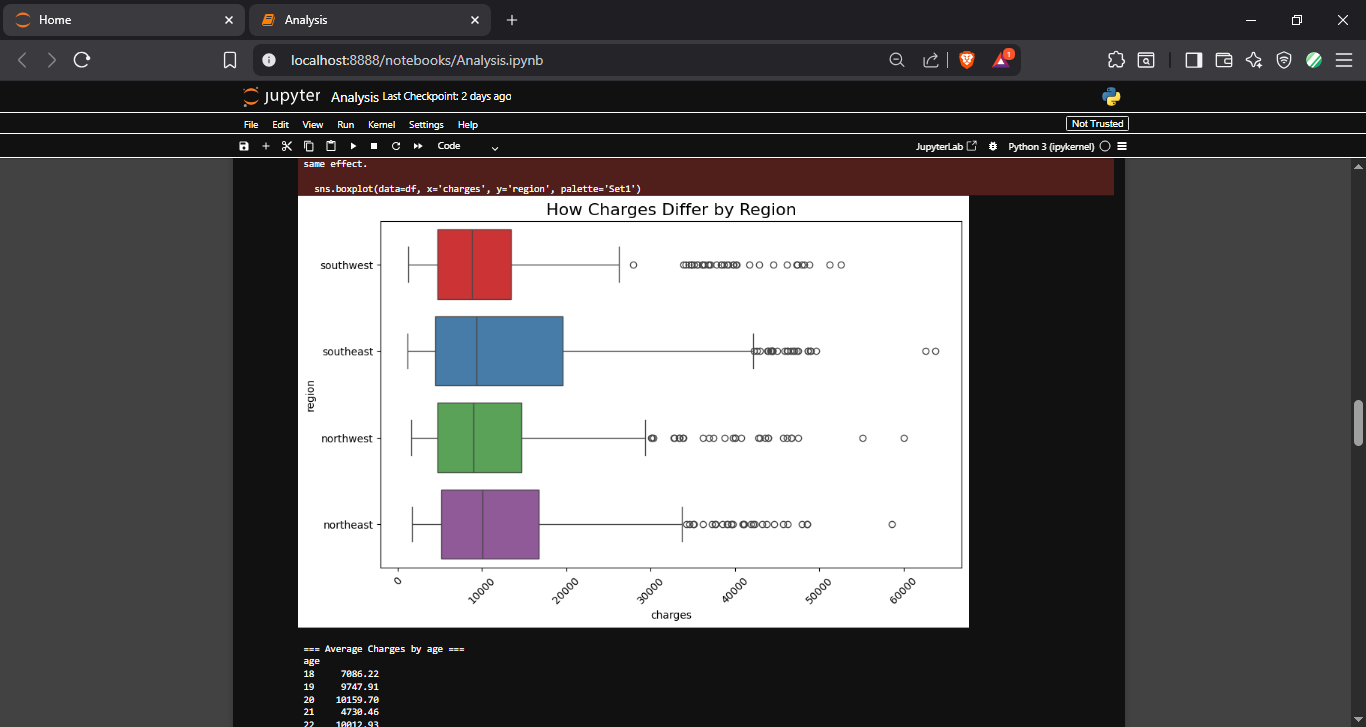 Home
Analysis
localhost:8888/notebooks/Analysis.ipynb
1
jupyter Analysis Last Checkpoint: 2 days ago
File Edit View Run Kernel Settings Help
Not Trusted
Code
JupyterLab
Python 3 (ipykernel)
same effect.
sns.boxplot(data=df, x='charges', y='region', palette='Set1')
How Charges Differ by Region
southwest
southeast
northwest
northeast
region
0 10000 20000 30000 40000 50000 60000
charges
=== Average Charges by age ===
age
18 7086.22
19 9747.91
20 10159.70
21 4730.46
22 10012.93